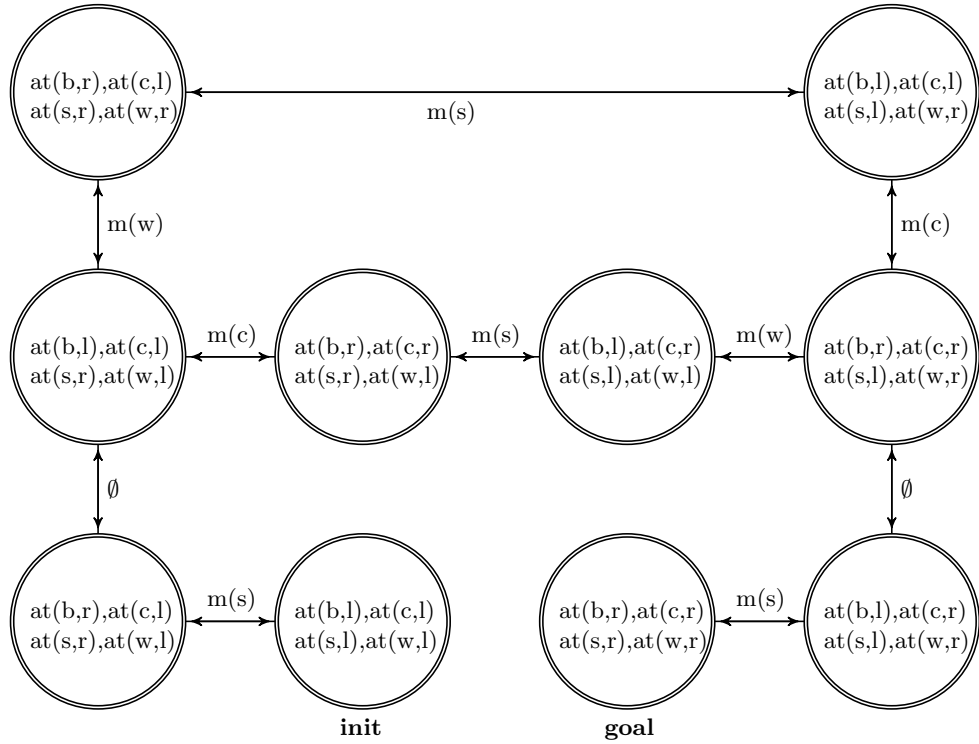 at(b,r),at(c,l)
at(s,r),at(w,r)
m(s)
at(b,l),at(c,l)
at(s,l),at(w,r)
m(w)
m(c)
at(b,l),at(c,l)
at(s,r),at(w,l)
m(c)
at(b,r),at(c,r)
at(s,r),at(w,l)
m(s)
at(b,l),at(c,r)
at(s,l),at(w,l)
m(w)
at(b,r),at(c,r)
at(s,l),at(w,r)
∅
∅
at(b,r),at(c,l)
at(s,r),at(w,l)
m(s)
at(b,l),at(c,l)
at(s,l),at(w,l)
at(b,r),at(c,r)
at(s,r),at(w,r)
m(s)
at(b,l),at(c,r)
at(s,l),at(w,r)
init
goal